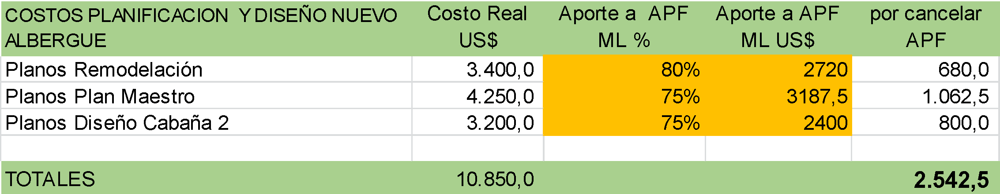 COSTOS PLANIFICACION Y DISEÑO NUEVO ALBERGUE Costo Real US$ Aporte a APF ML % Aporte a APF ML US$ por cancelar APF
Planos Remodelación 3.400,0 80% 2720 680,0
Planos Plan Maestro 4.250,0 75% 3187,5 1.062,5
Planos Diseño Cabaña 2 3.200,0 75% 2400 800,0
TOTALES 10.850,0 2.542,5